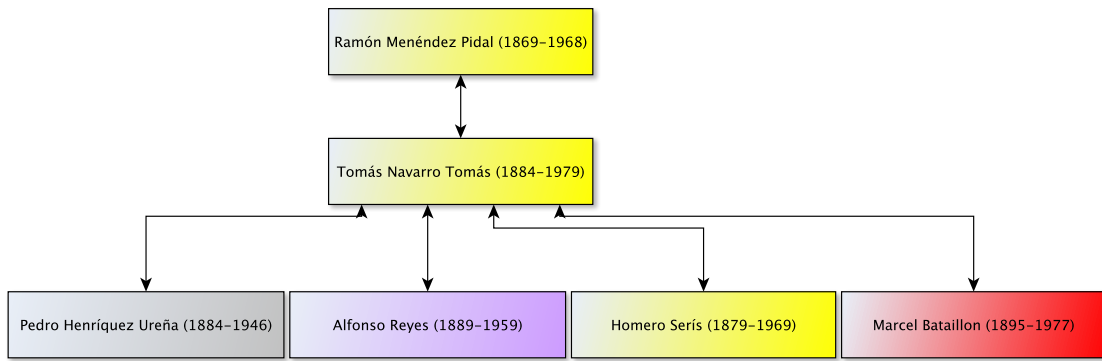 Ramón Menéndez Pidal (1869-1968)
Tomás Navarro Tomás (1884-1979)
Pedro Henríquez Ureña (1884-1946)
Alfonso Reyes (1889-1959)
Homero Serís (1879-1969)
Marcel Bataillon (1895-1977)